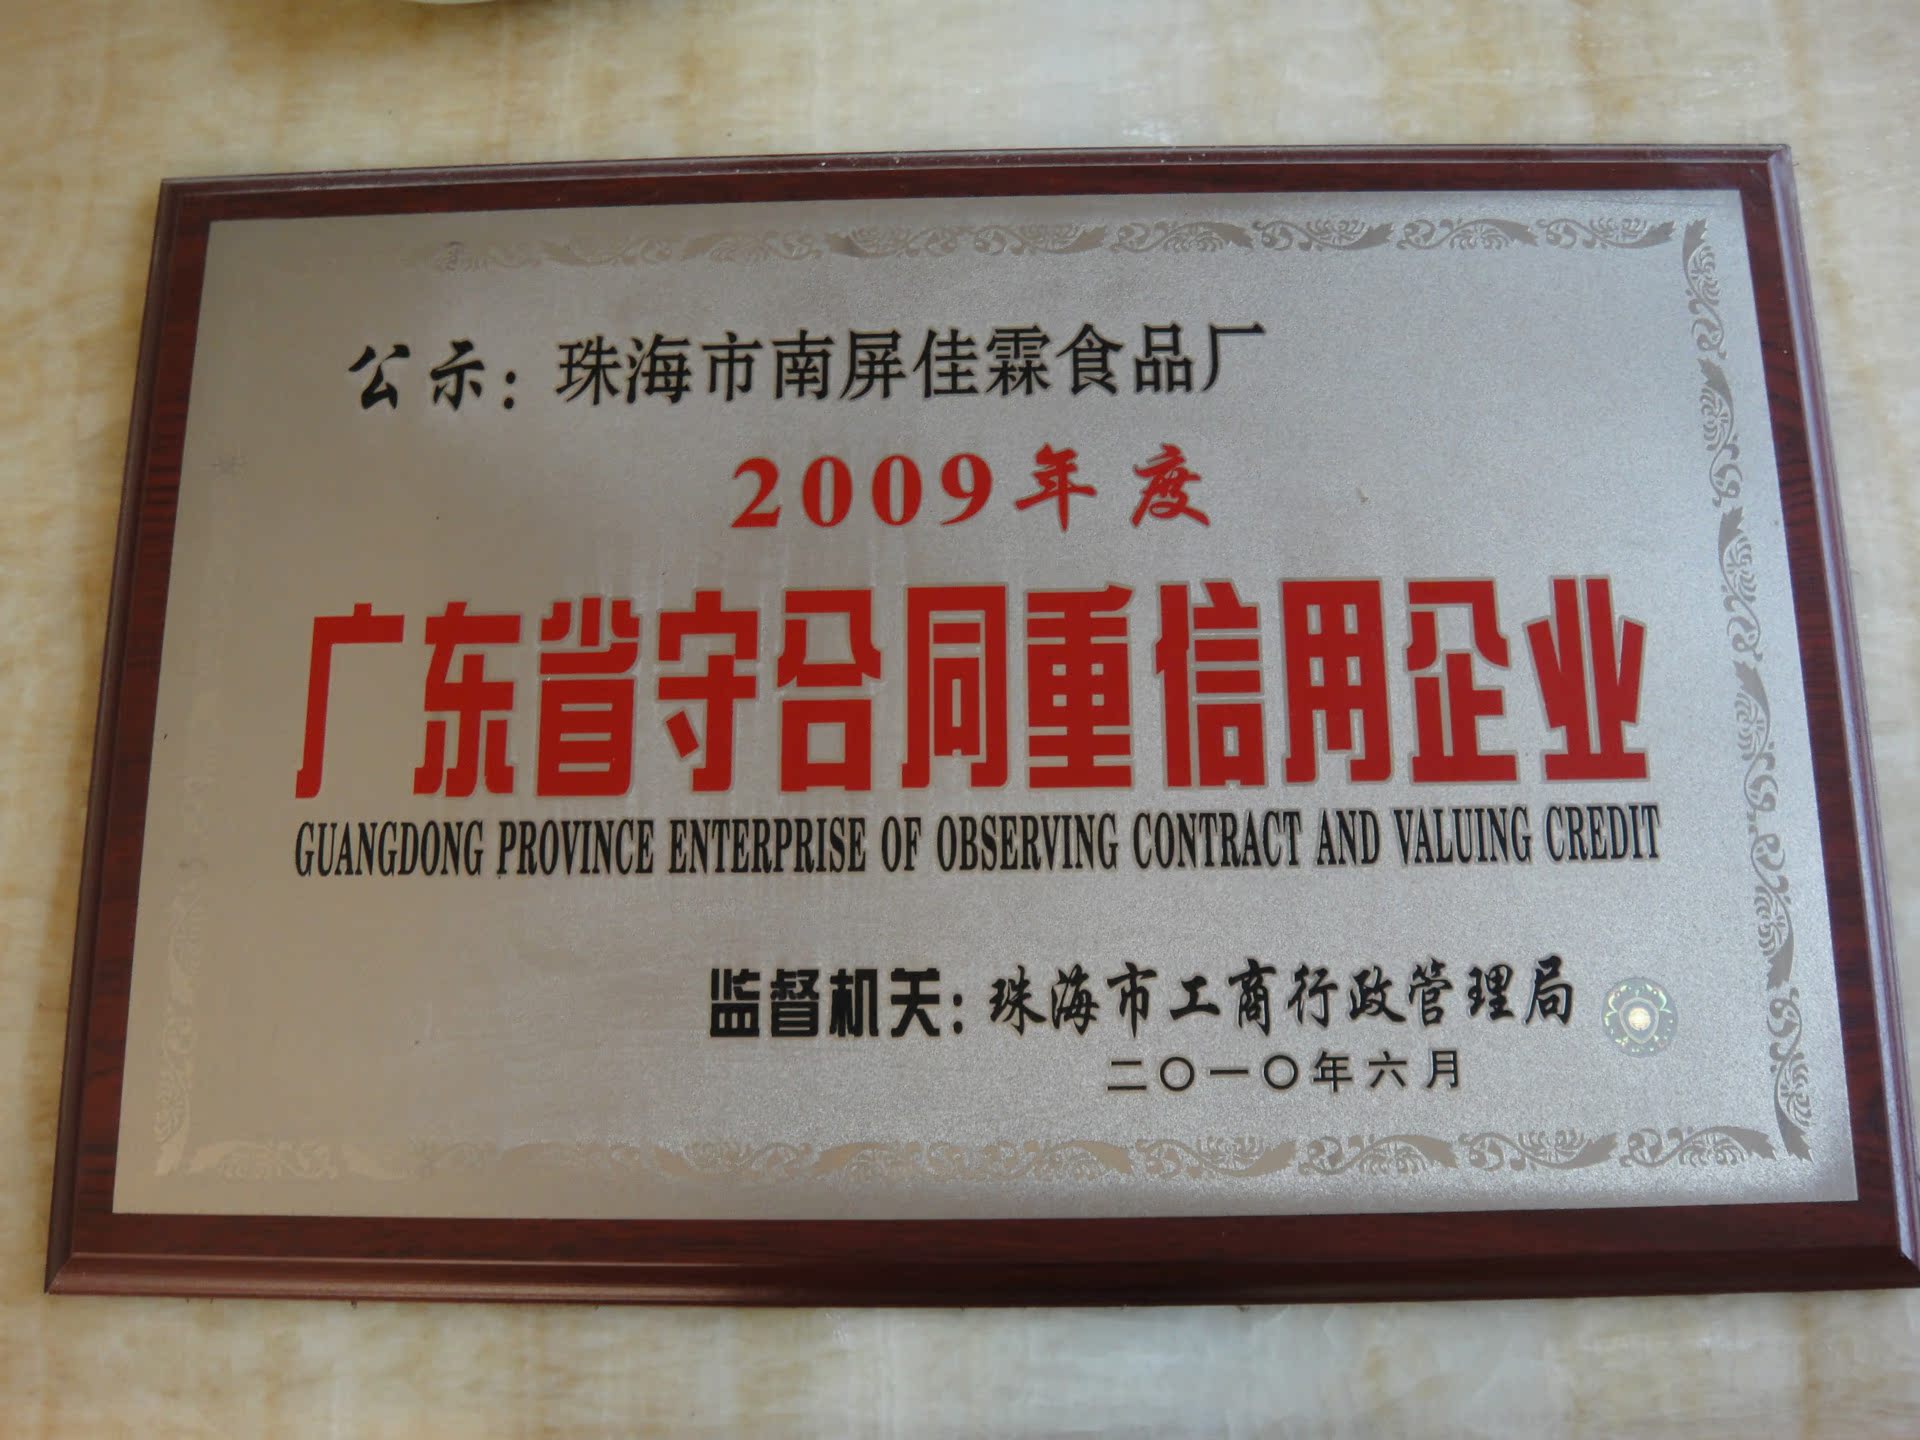 公示：珠海市南屏佳霖食品厂
2009年度
广东省守合同重信用企业
GUANGDONG PROVINCE ENTERPRISE OF OBSERVING CONTRACT AND VALUING CREDIT
监督机关：珠海市工商行政管理局
二〇一〇年六月